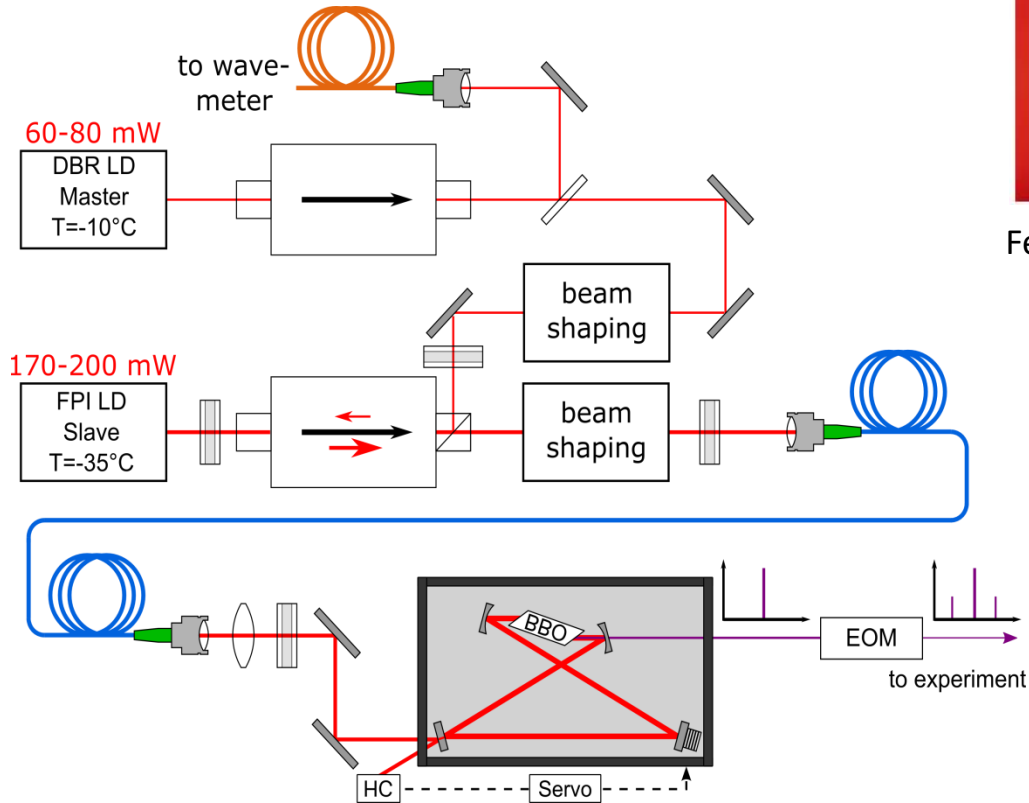 to wave-
meter
60-80 mW
DBR LD
Master
T=-10°C
Fe
beam
shaping
170-200 mW
FPI LD
Slave
T=-35°C
beam
shaping
BBO
EOM
to experiment
HC
Servo